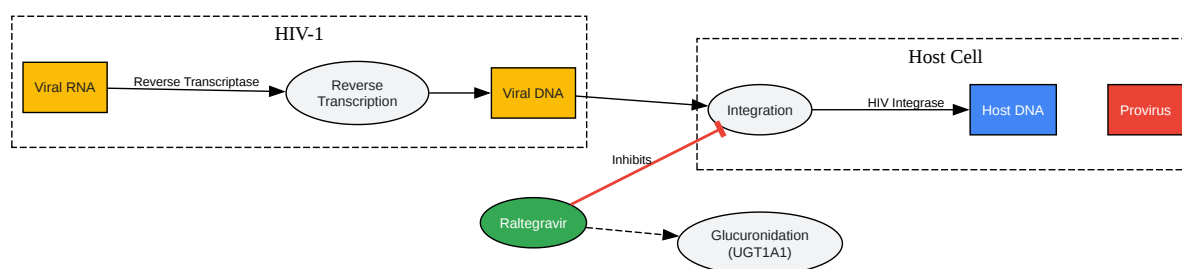 HIV-1
Viral RNA
Reverse Transcriptase
Reverse
Transcription
Viral DNA
Host Cell
Integration
HIV Integrase
Host DNA
Provirus
Inhibits
Raltegravir
Glucuronidation
(UGT1A1)